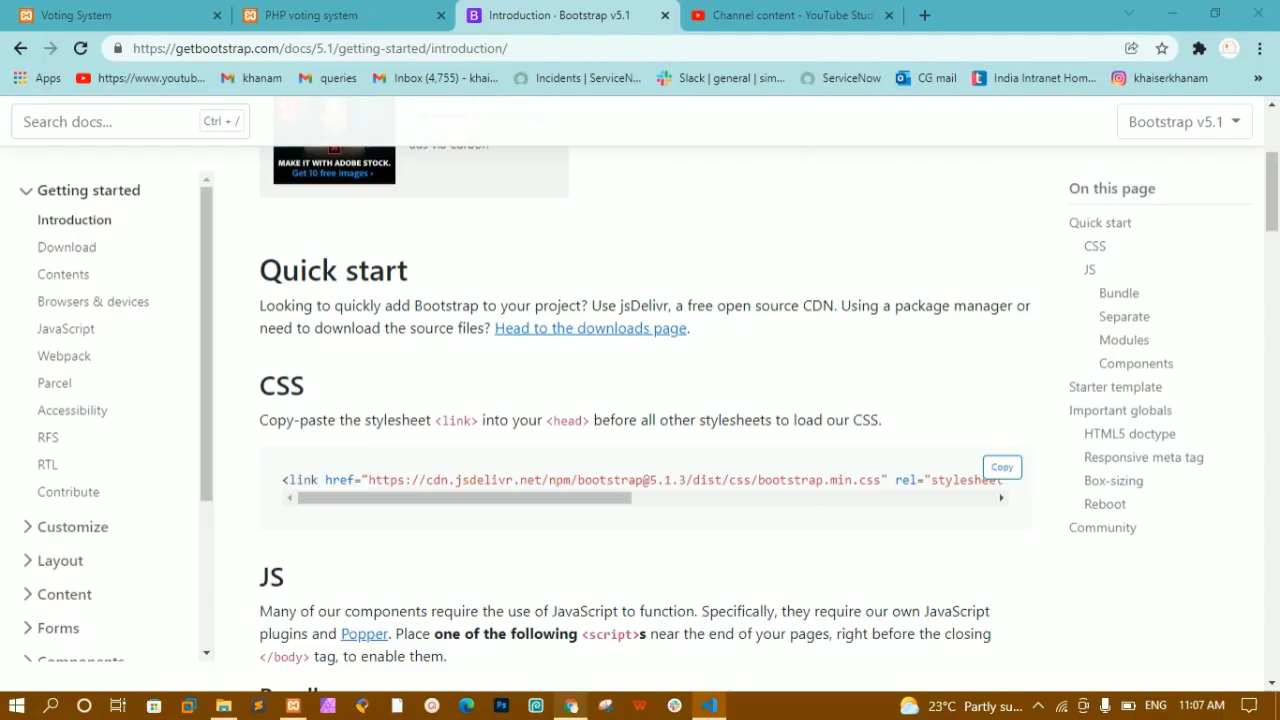 Voting System
PHP voting system
Introduction · Bootstrap v5.1
Channel content - YouTube Stud
https://getbootstrap.com/docs/5.1/getting-started/introduction/
Apps
https://www.youtub...
khanam
queries
Inbox (4,755) - khai...
Incidents | ServiceN...
Slack | general | sim...
ServiceNow
CG mail
India Intranet Hom...
khaiserkhanam
»
Search docs...
Ctrl + /
Bootstrap v5.1
ads via Carbon
MAKE IT WITH ADOBE STOCK.
Get 10 free images ›
Getting started
Introduction
Download
Contents
Browsers & devices
JavaScript
Webpack
Parcel
Accessibility
RFS
RTL
Contribute
Customize
Layout
Content
Forms
Components
Quick start
Looking to quickly add Bootstrap to your project? Use jsDelivr, a free open source CDN. Using a package manager or
need to download the source files? Head to the downloads page.
CSS
Copy-paste the stylesheet <link> into your <head> before all other stylesheets to load our CSS.
Copy
<link href="https://cdn.jsdelivr.net/npm/bootstrap@5.1.3/dist/css/bootstrap.min.css" rel="stylesheet"
JS
Many of our components require the use of JavaScript to function. Specifically, they require our own JavaScript
plugins and Popper. Place one of the following <script>s near the end of your pages, right before the closing
</body> tag, to enable them.
On this page
Quick start
CSS
JS
Bundle
Separate
Modules
Components
Starter template
Important globals
HTML5 doctype
Responsive meta tag
Box-sizing
Reboot
Community
23°C Partly su...
ENG
11:07 AM